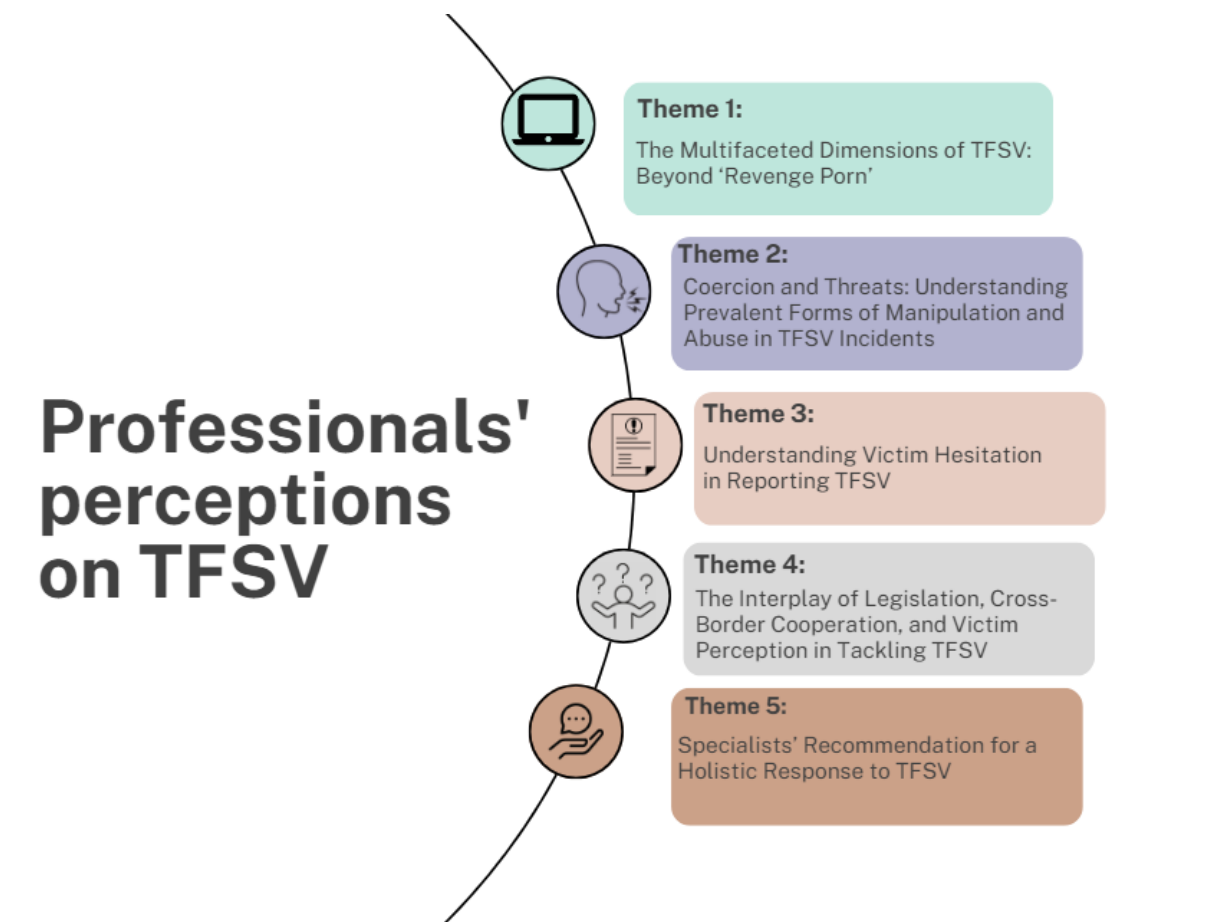 Professionals'
perceptions
on TFSV
Theme 1:
The Multifaceted Dimensions of TFSV:
Beyond ‘Revenge Porn’
Theme 2:
Coercion and Threats: Understanding
Prevalent Forms of Manipulation and
Abuse in TFSV Incidents
Theme 3:
Understanding Victim Hesitation
in Reporting TFSV
Theme 4:
The Interplay of Legislation, Cross-
Border Cooperation, and Victim
Perception in Tackling TFSV
Theme 5:
Specialists’ Recommendation for a
Holistic Response to TFSV